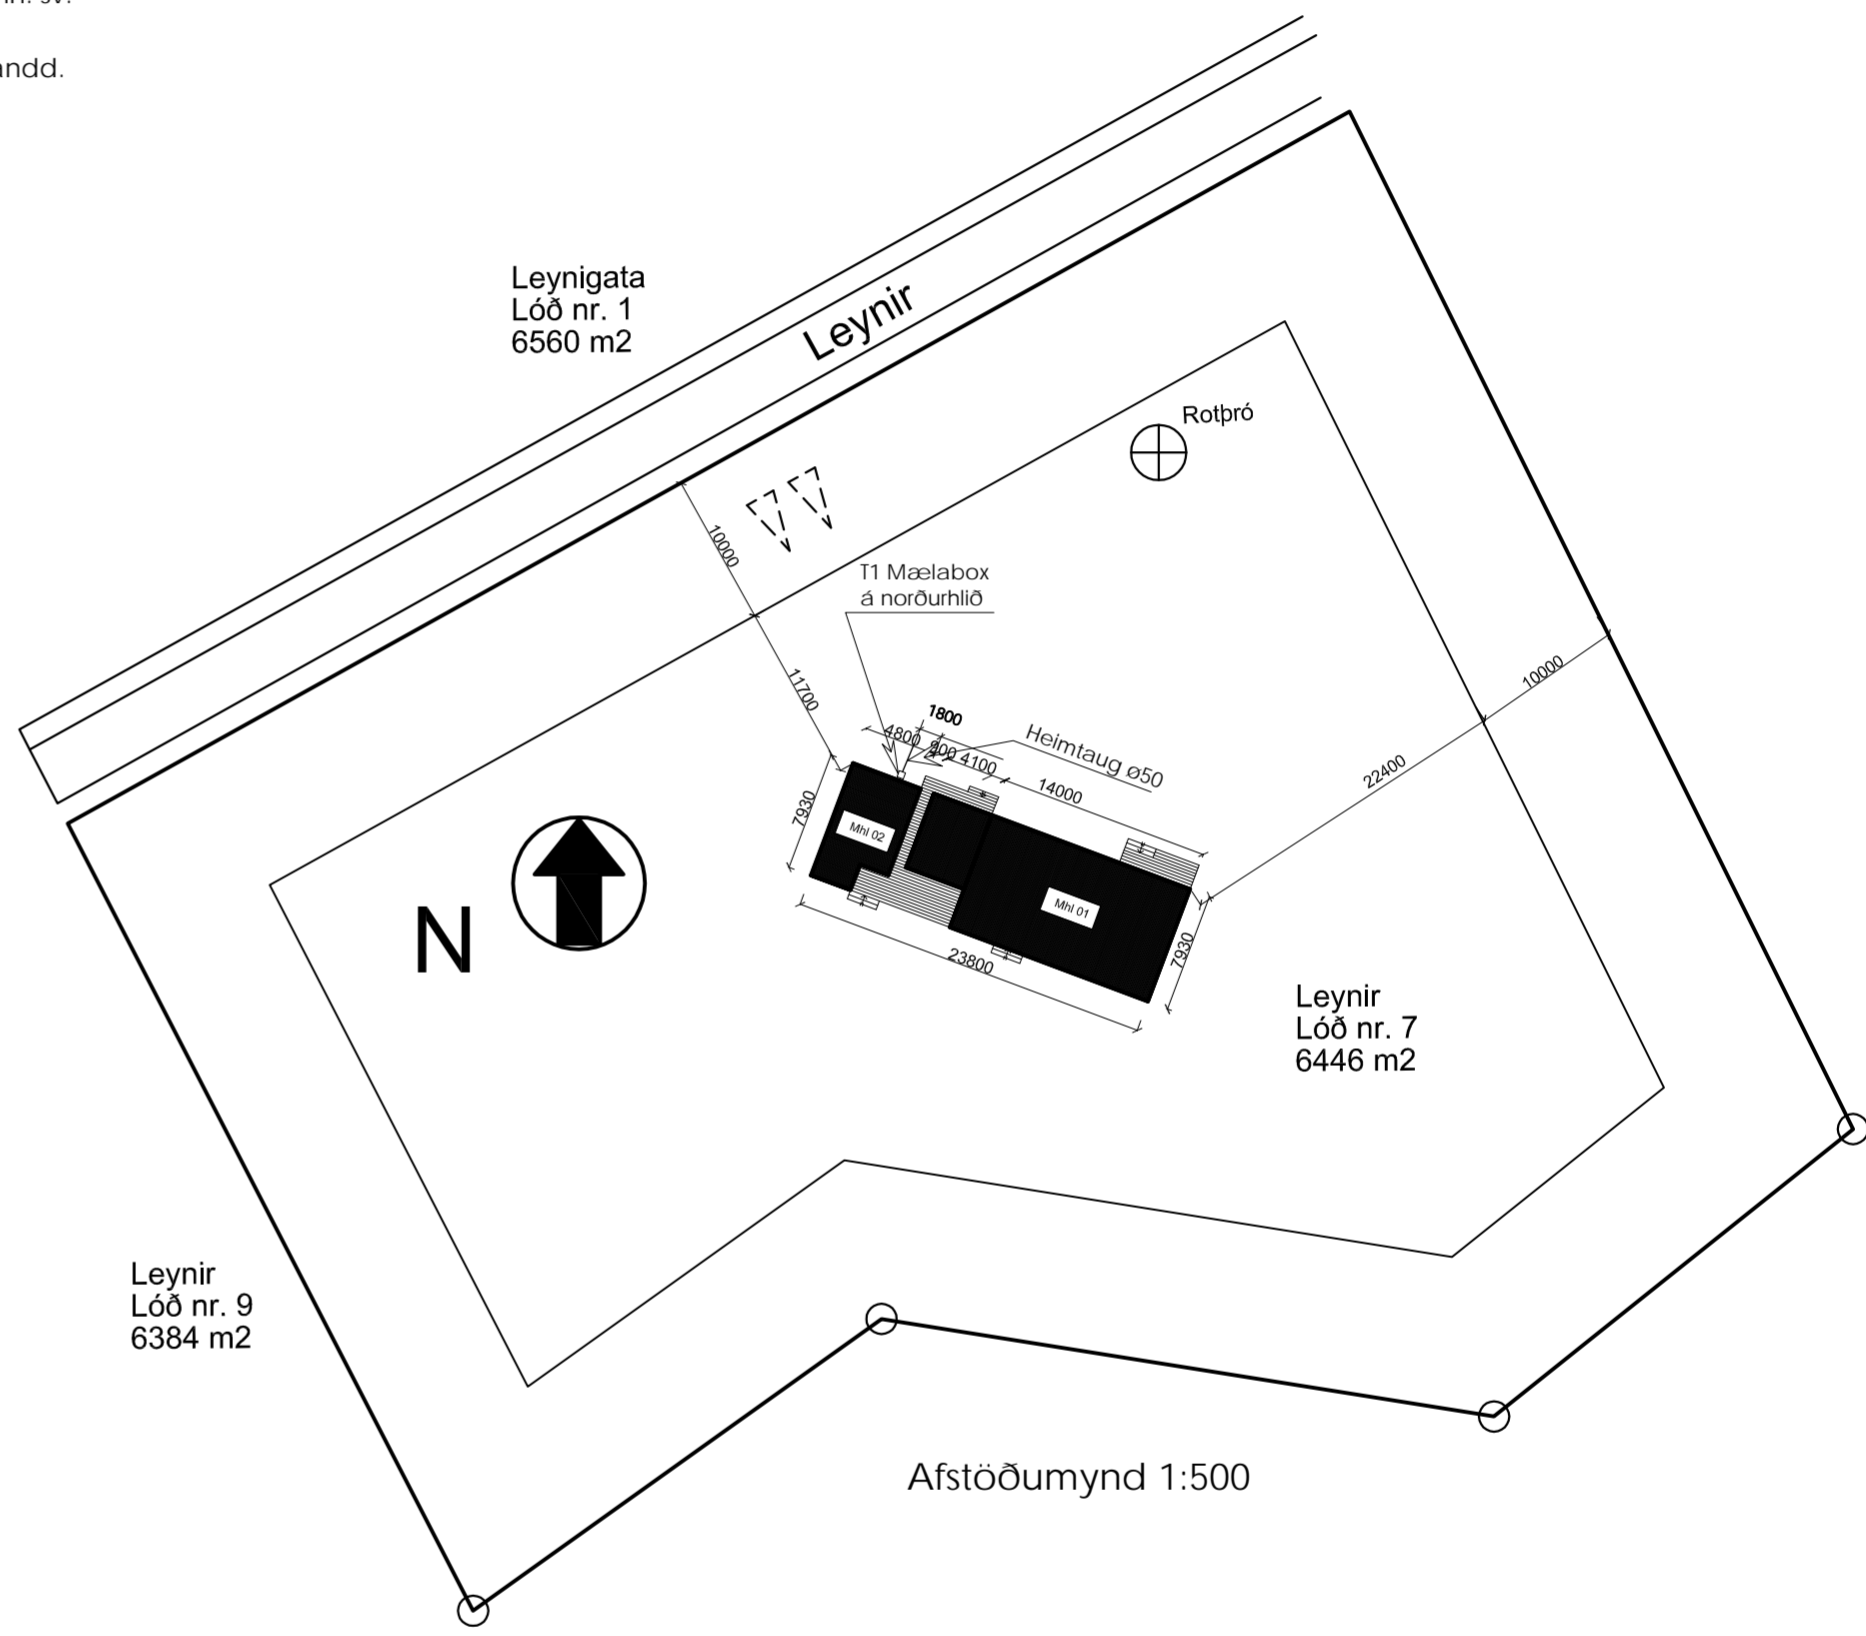 andd.
Leynigata
Lóð nr. 1
6560 m2
Leynir
Rotþró
10000
T1 Mælabox
á norðurhlið
11700
10000
1800
4800
900
4100
Heimtaug ø50
14000
22400
7930
Mhl 02
Mhl 01
7930
23800
N
Leynir
Lóð nr. 7
6446 m2
Leynir
Lóð nr. 9
6384 m2
Afstöðumynd 1:500